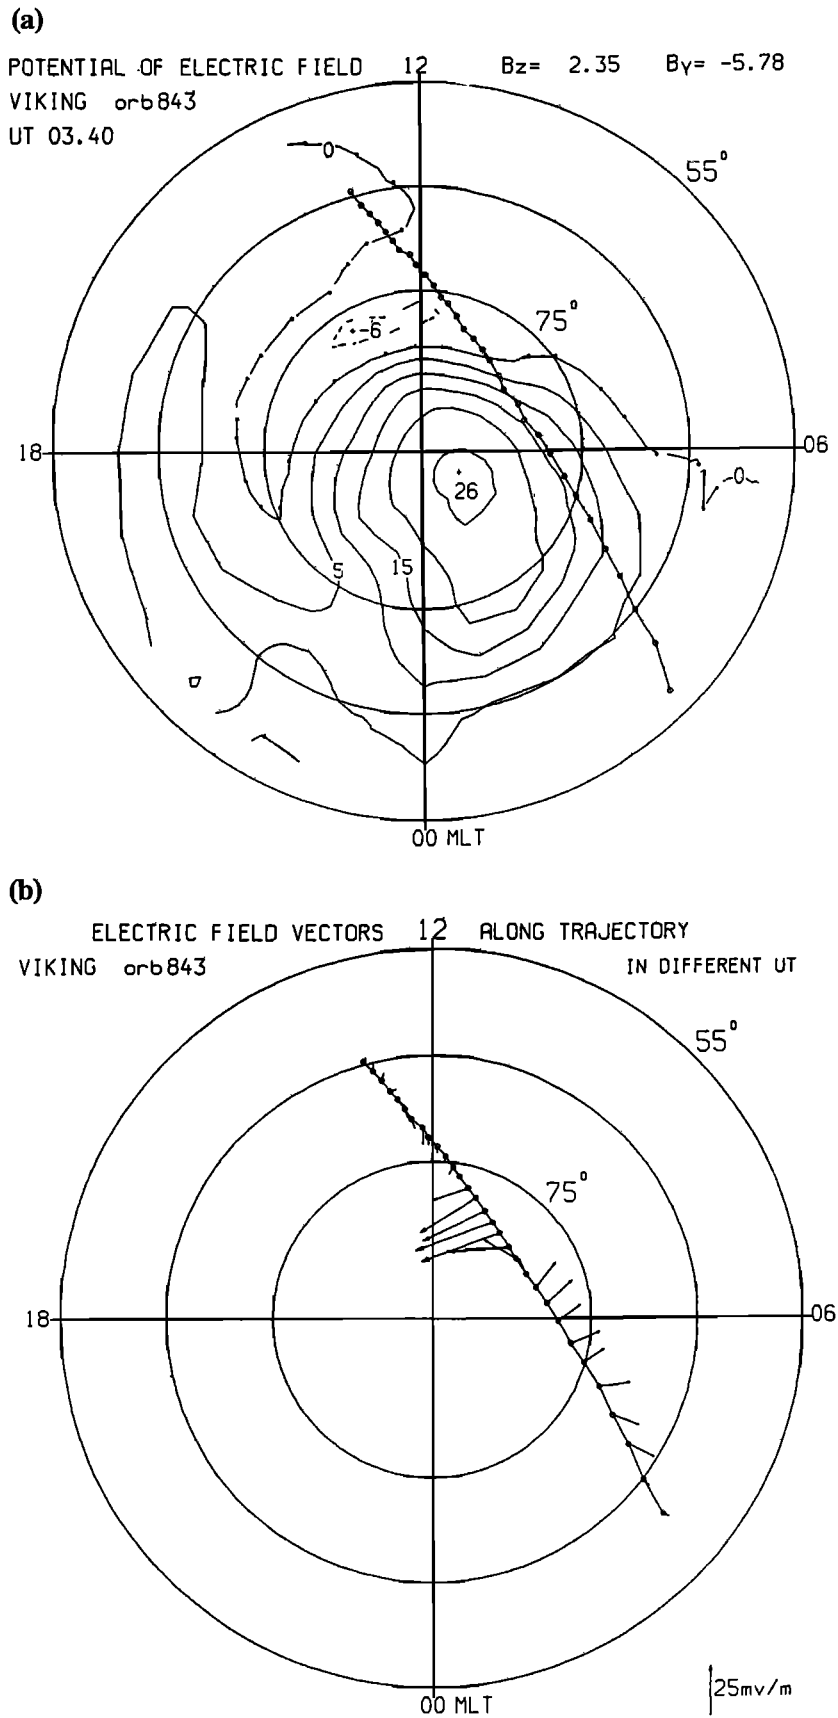 (a)
POTENTIAL OF ELECTRIC FIELD 12 Bz= 2.35 By= -5.78
VIKING orb843
UT 03.40
55°
0
75°
-6
18 06
26 -0-
5 15
00 MLT
(b)
ELECTRIC FIELD VECTORS 12 ALONG TRAJECTORY
VIKING orb843 IN DIFFERENT UT
55°
75°
18 06
25mv/m
00 MLT